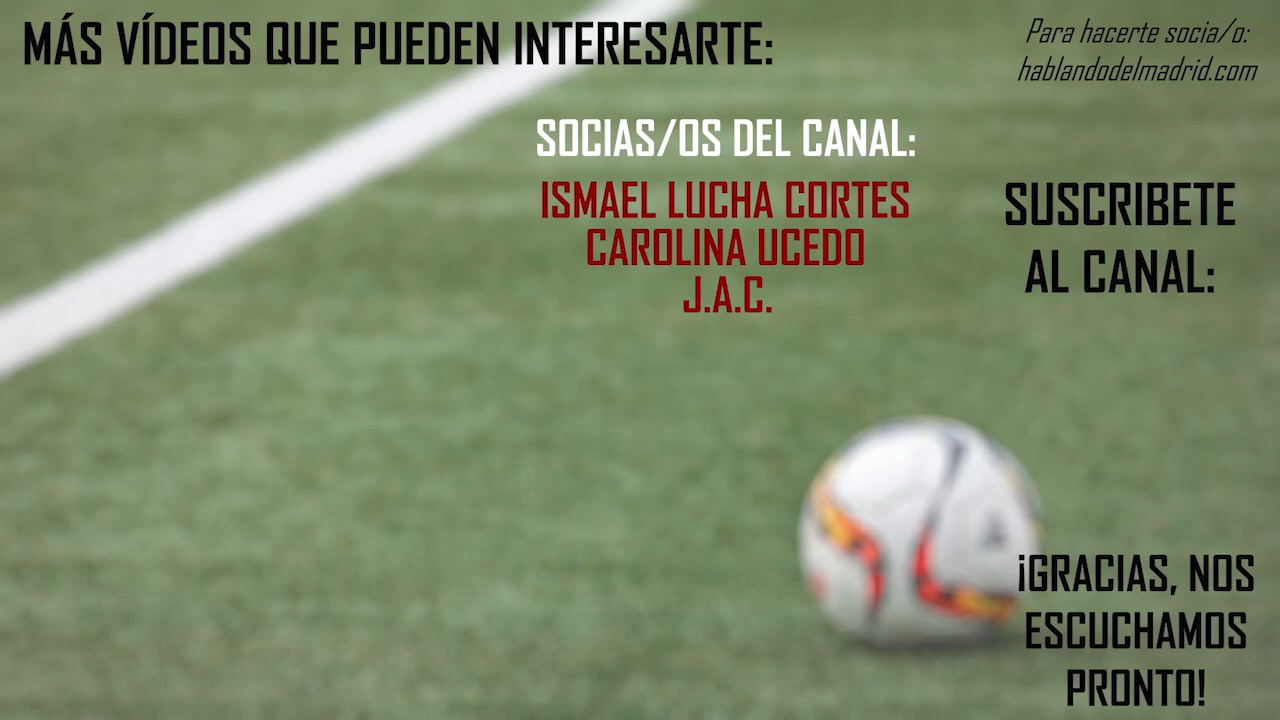 MÁS VÍDEOS QUE PUEDEN INTERESARTE:
Para hacerte socia/o:
hablandodelmadrid.com
SOCIAS/OS DEL CANAL:
ISMAEL LUCHA CORTES
CAROLINA UCEDO
J.A.C.
SUSCRIBETE
AL CANAL:
¡GRACIAS, NOS
ESCUCHAMOS
PRONTO!